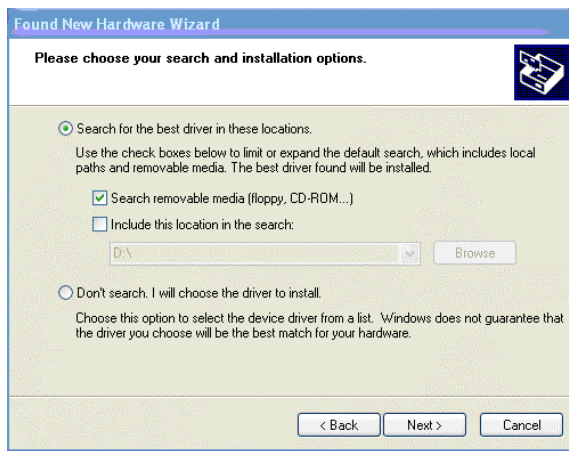 Found New Hardware Wizard
Please choose your search and installation options.
Search for the best driver in these locations.
Use the check boxes below to limit or expand the default search, which includes local
paths and removable media. The best driver found will be installed.
Search removable media (floppy, CD-ROM...)
Include this location in the search:
D:\
Browse
Don't search. I will choose the driver to install.
Choose this option to select the device driver from a list. Windows does not guarantee that
the driver you choose will be the best match for your hardware.
< Back Next > Cancel